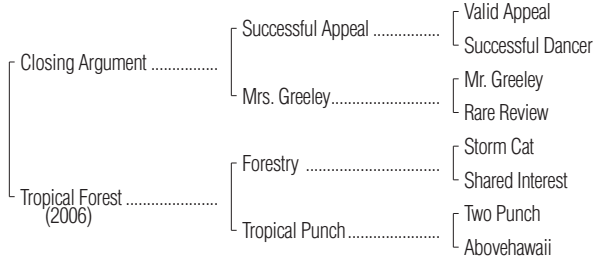 Valid Appeal
Successful Appeal ................
Successful Dancer
Closing Argument ................
Mr. Greeley
Mrs. Greeley..........................
Rare Review
Storm Cat
Forestry ................................
Shared Interest
Tropical Forest ......................
(2006)
Two Punch
Tropical Punch......................
Abovehawaii